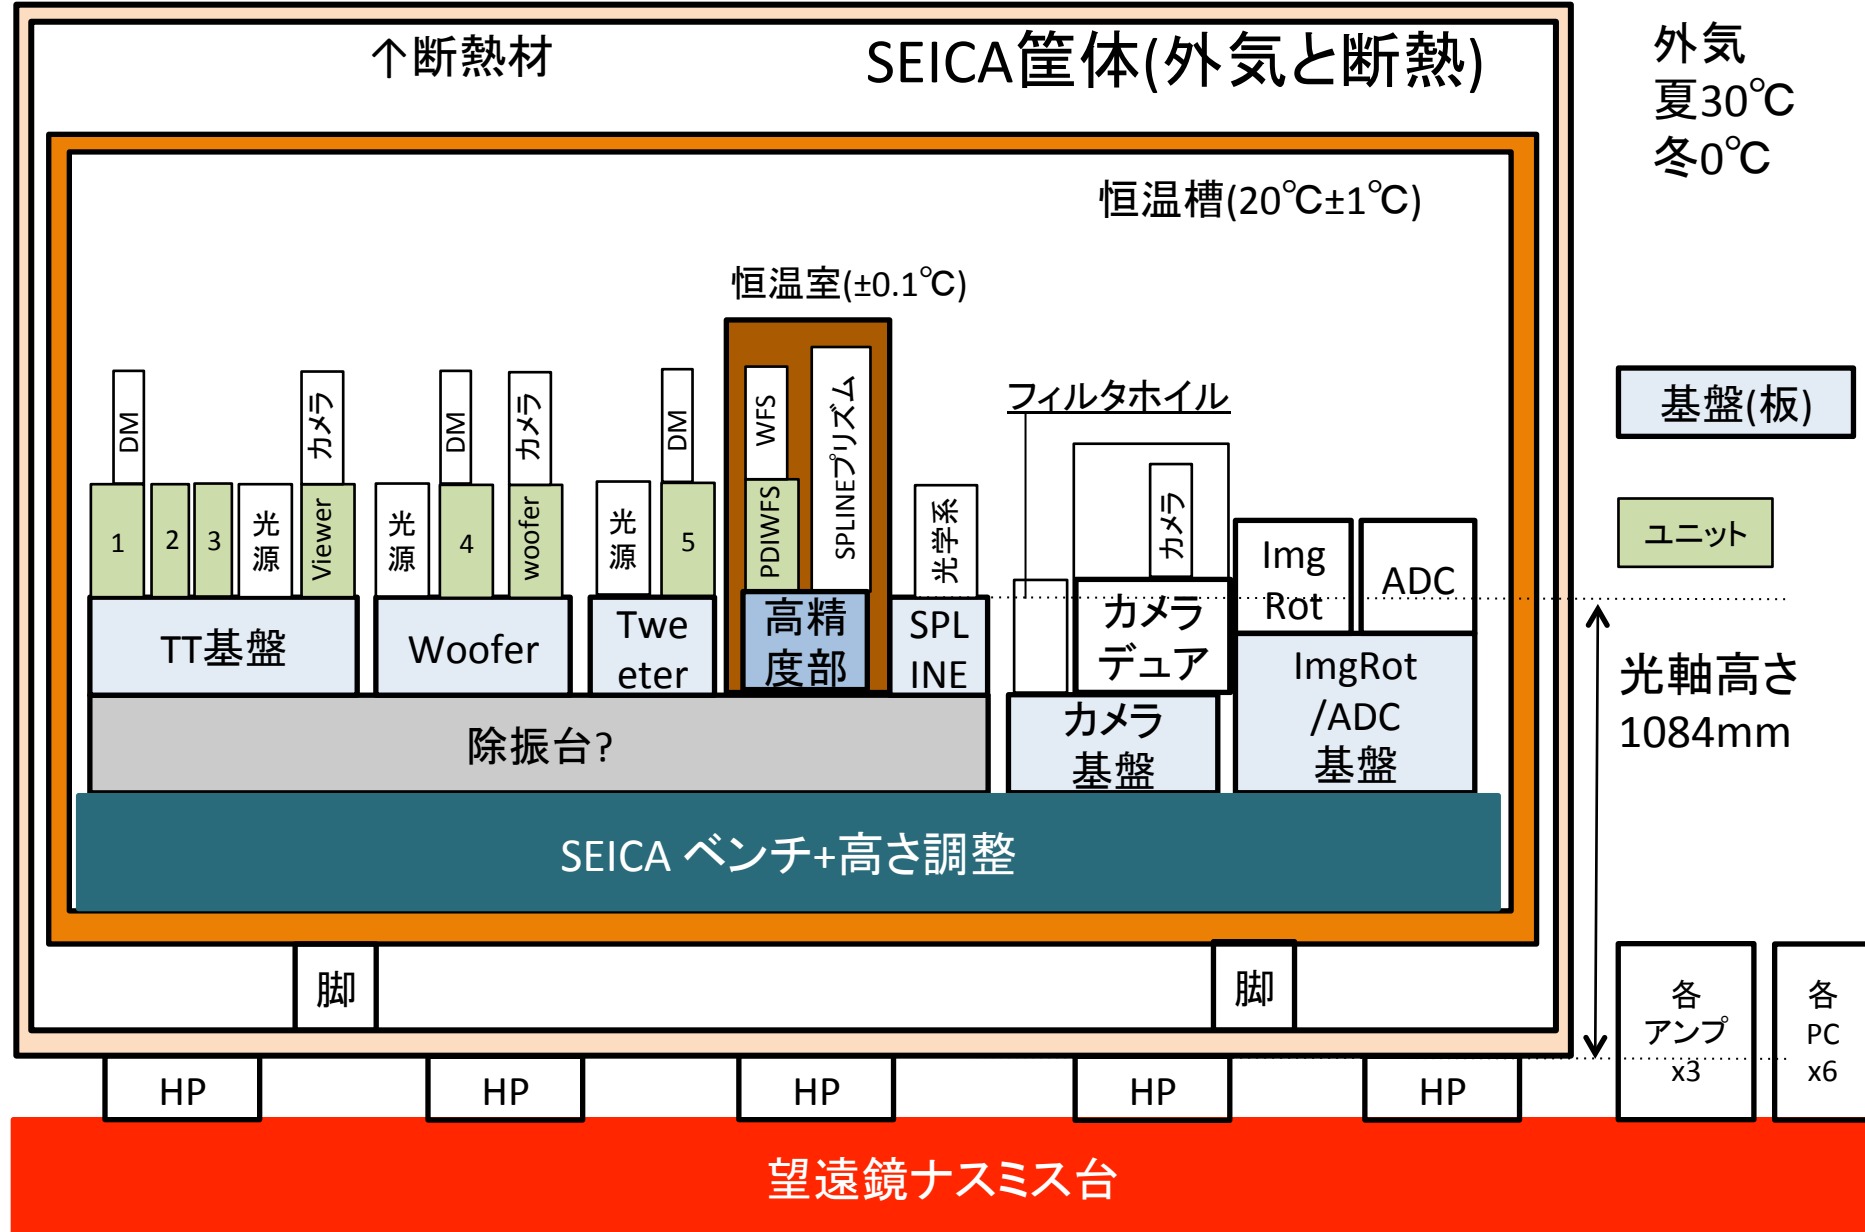 ↑断熱材
SEICA筐体(外気と断熱)
外気
夏30℃
冬0℃
恒温槽(20℃±1℃)
恒温室(±0.1℃)
フィルタホイル
基盤(板)
ユニット
DM
カメラ
DM
カメラ
DM
WFS
SPLINEプリズム
カメラ
1
2
3
光
源
Viewer
光
源
4
woofer
光
源
5
PDIWFS
光学系
Img
Rot
ADC
TT基盤
Woofer
Twe
eter
高精
度部
SPL
INE
カメラ
デュア
カメラ
基盤
ImgRot
/ADC
基盤
光軸高さ
1084mm
除振台?
SEICA ベンチ+高さ調整
脚
脚
各
アンプ
x3
各
PC
x6
HP
HP
HP
HP
HP
望遠鏡ナスミス台